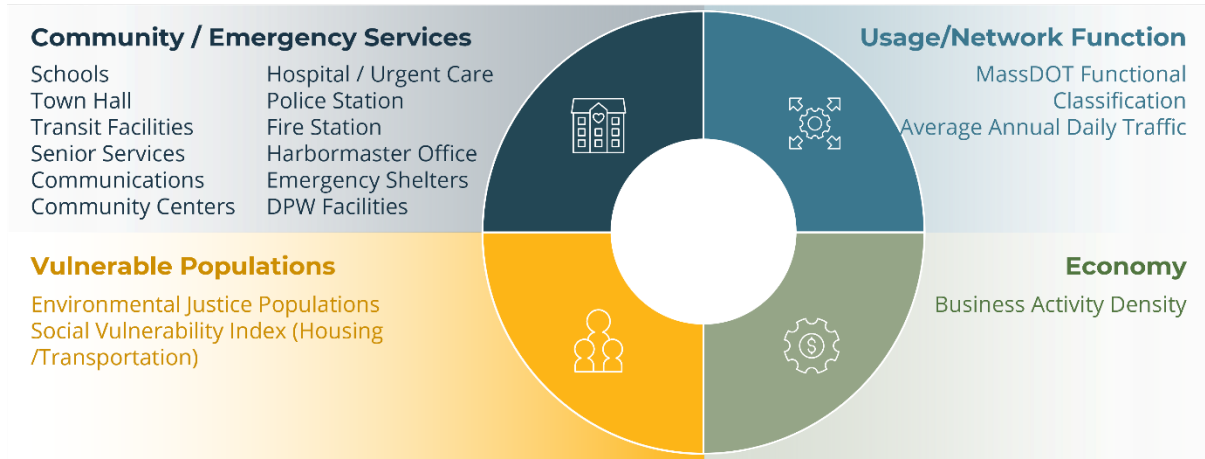 Community / Emergency Services
Schools
Town Hall
Transit Facilities
Senior Services
Communications
Community Centers
Hospital / Urgent Care
Police Station
Fire Station
Harbormaster Office
Emergency Shelters
DPW Facilities
Usage/Network Function
MassDOT Functional
Classification
Average Annual Daily Traffic
Vulnerable Populations
Environmental Justice Populations
Social Vulnerability Index (Housing
/Transportation)
Economy
Business Activity Density
$